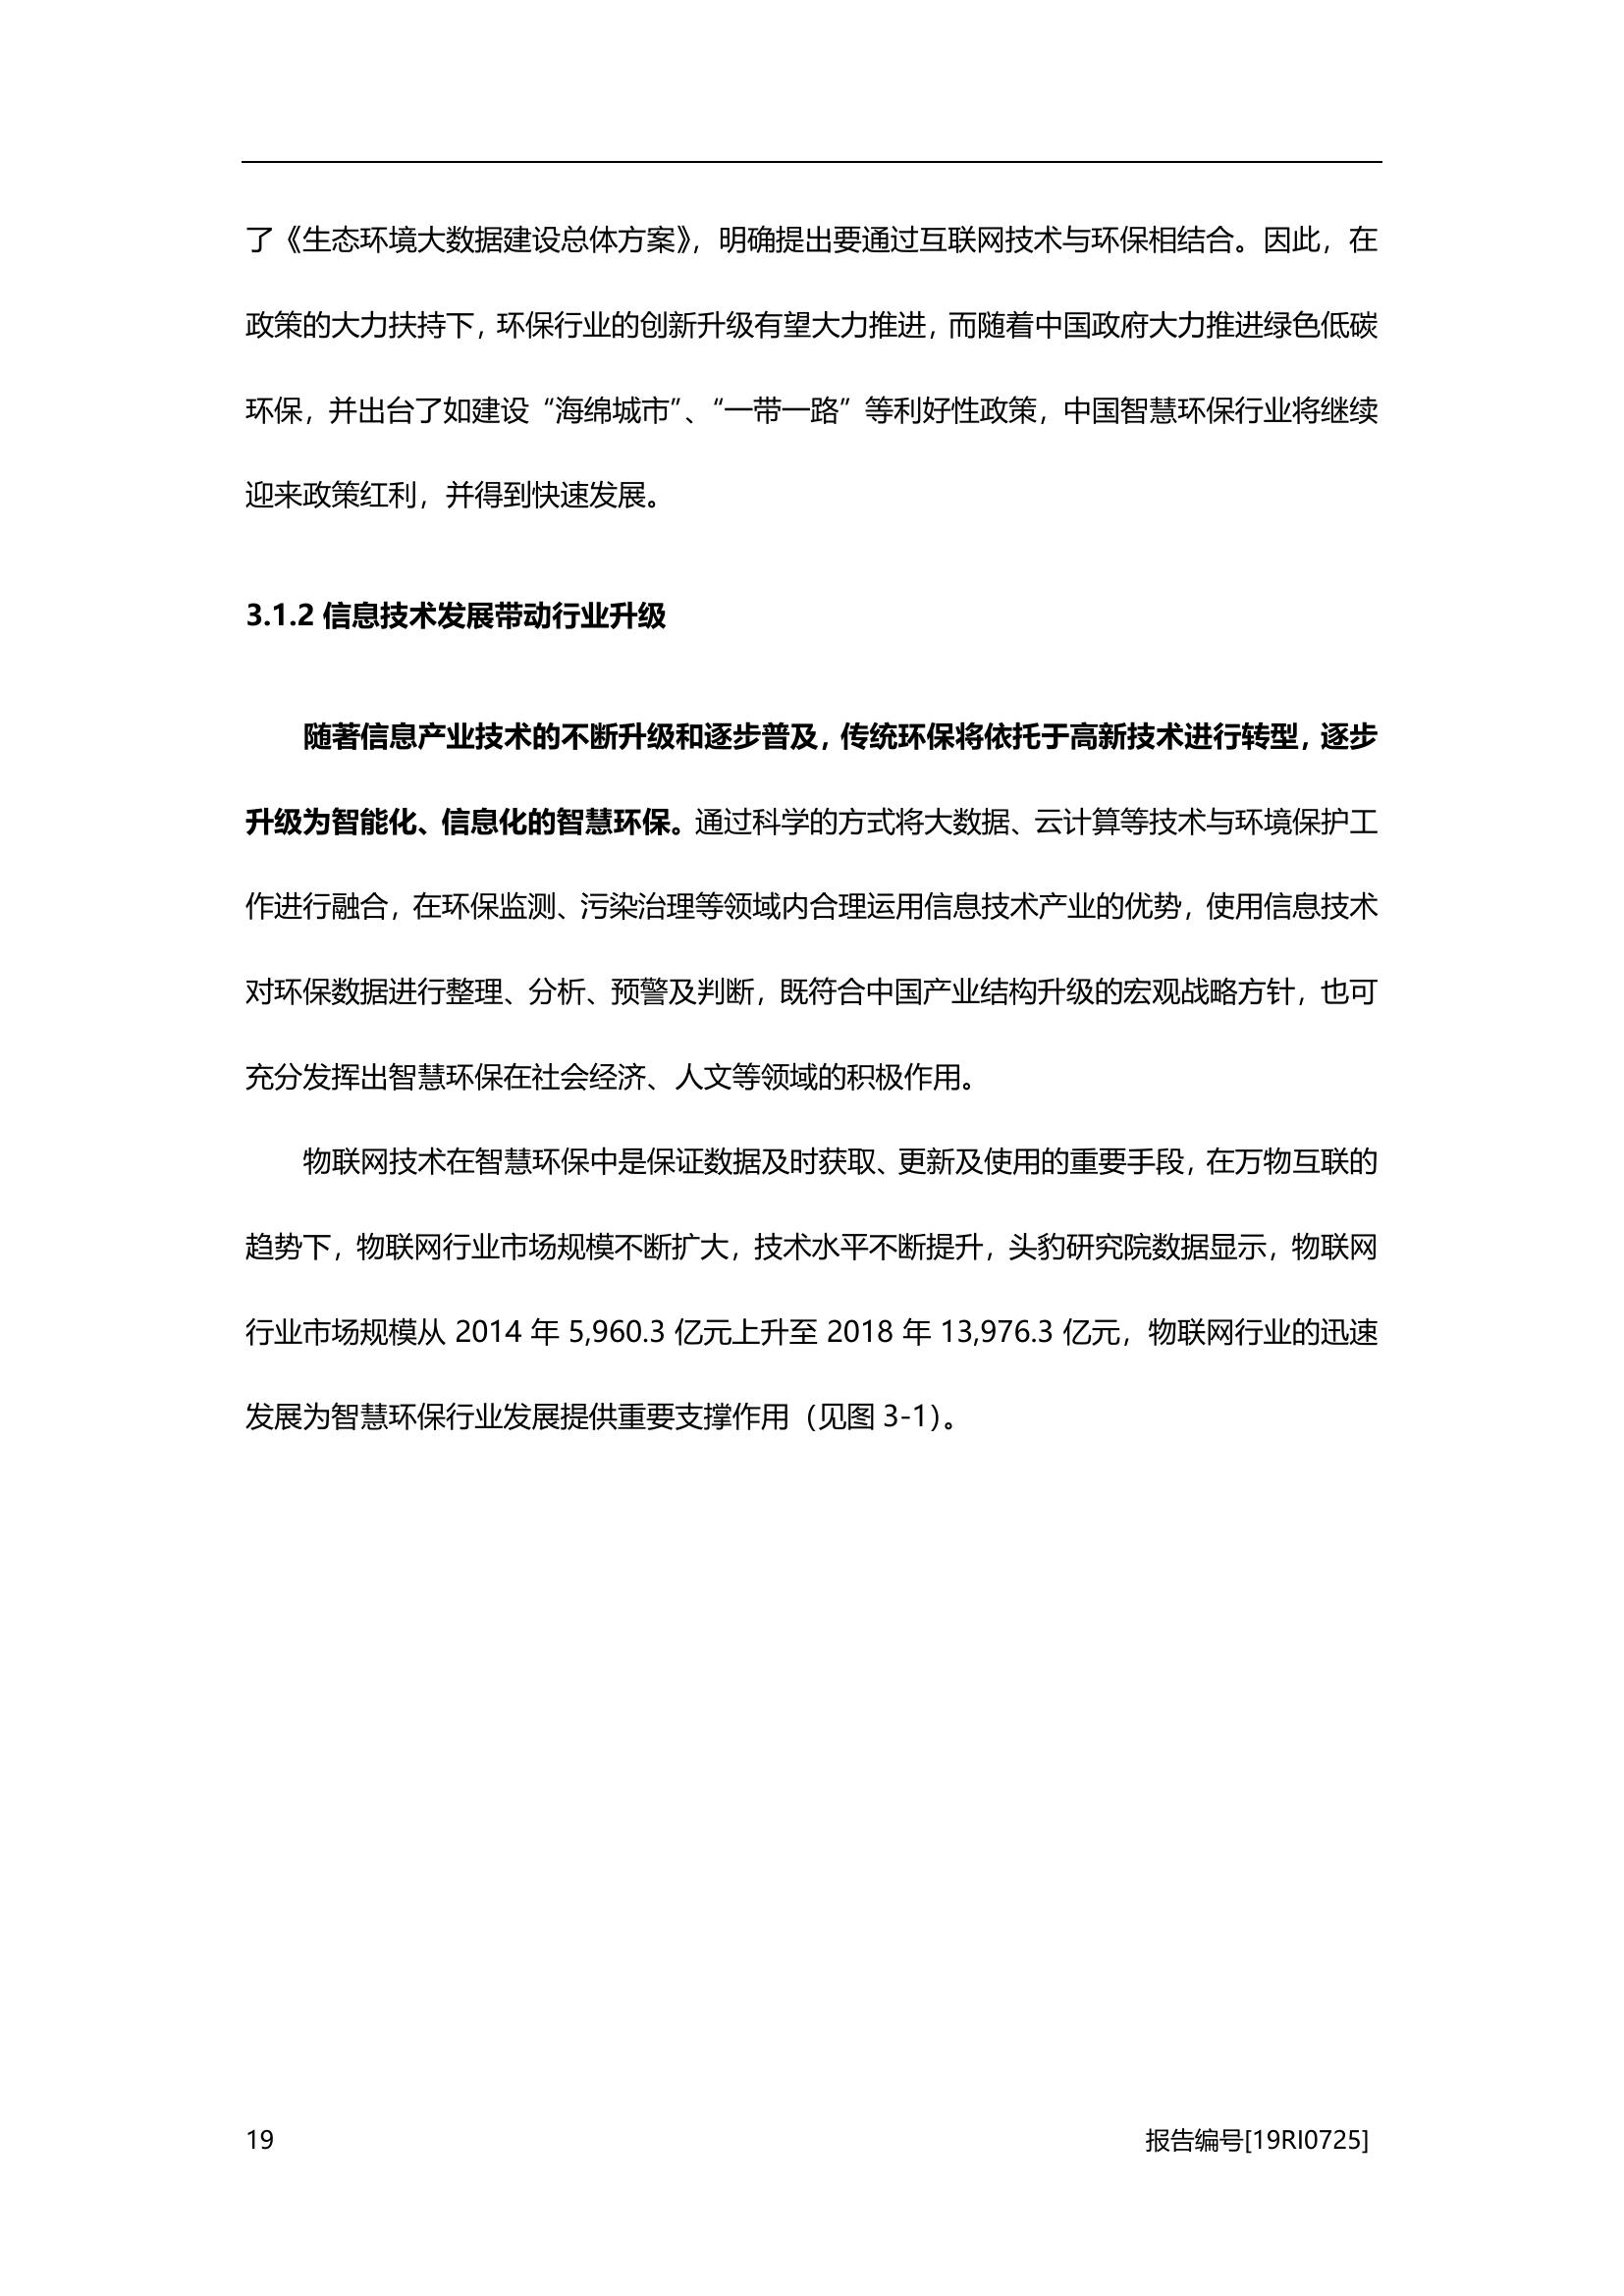 了《生态环境大数据建设总体方案》，明确提出要通过互联网技术与环保相结合。因此，在
政策的大力扶持下，环保行业的创新升级有望大力推进，而随着中国政府大力推进绿色低碳
环保，并出台了如建设“海绵城市”、“一带一路”等利好性政策，中国智慧环保行业将继续
迎来政策红利，并得到快速发展。
3.1.2 信息技术发展带动行业升级
随著信息产业技术的不断升级和逐步普及，传统环保将依托于高新技术进行转型，逐步
升级为智能化、信息化的智慧环保。通过科学的方式将大数据、云计算等技术与环境保护工
作进行融合，在环保监测、污染治理等领域内合理运用信息技术产业的优势，使用信息技术
对环保数据进行整理、分析、预警及判断，既符合中国产业结构升级的宏观战略方针，也可
充分发挥出智慧环保在社会经济、人文等领域的积极作用。
物联网技术在智慧环保中是保证数据及时获取、更新及使用的重要手段，在万物互联的
趋势下，物联网行业市场规模不断扩大，技术水平不断提升，头豹研究院数据显示，物联网
行业市场规模从 2014 年 5,960.3 亿元上升至 2018 年 13,976.3 亿元，物联网行业的迅速
发展为智慧环保行业发展提供重要支撑作用（见图 3-1）。
19 报告编号[19RI0725]